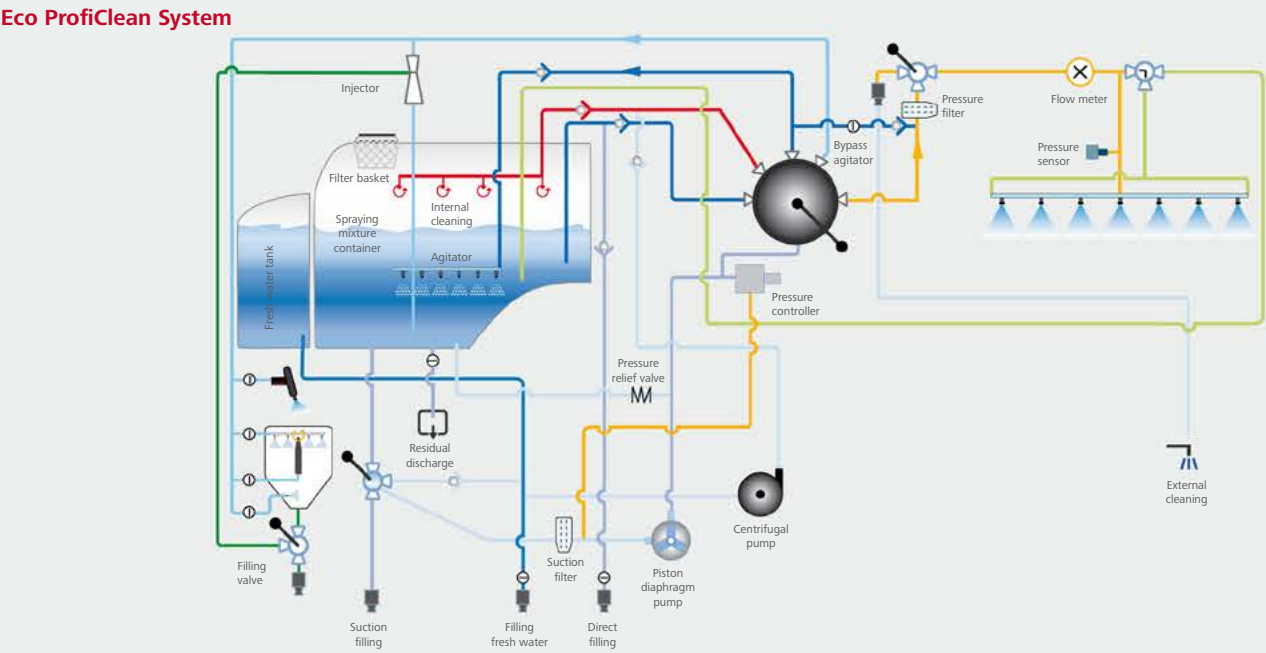 Eco ProfiClean System
Injector
Pressure
filter
Flow meter
Bypass
agitator
Pressure
sensor
Filter basket
Internal
cleaning
Spraying
mixture
container
Agitator
Fresh water tank
Pressure
controller
Pressure
relief valve
Residual
discharge
External
cleaning
Centrifugal
pump
Filling
valve
Suction
filter
Piston
diaphragm
pump
Suction
filling
Filling
fresh water
Direct
filling